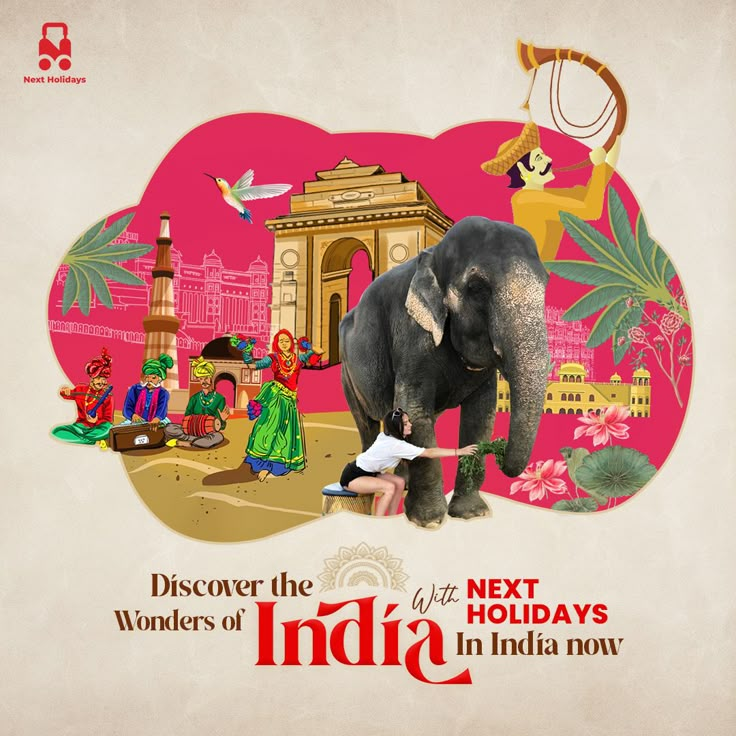 Next Holidays
Discover the
Wonders of
India
With
NEXT
HOLIDAYS
In India now